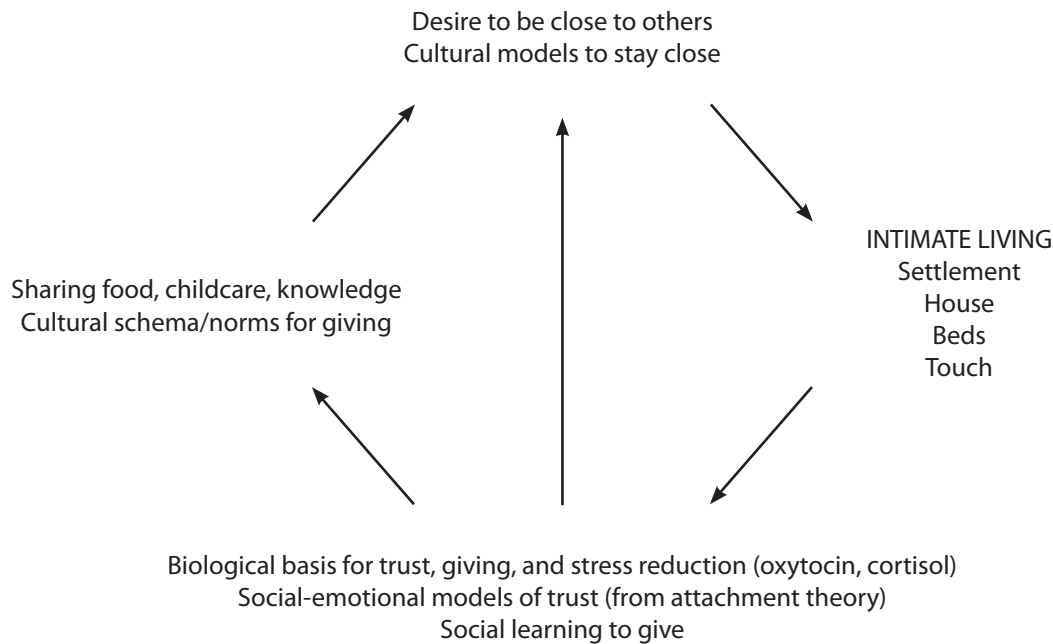 Desire to be close to others
Cultural models to stay close
INTIMATE LIVING
Settlement
House
Beds
Touch
Sharing food, childcare, knowledge
Cultural schema/norms for giving
Biological basis for trust, giving, and stress reduction (oxytocin, cortisol)
Social-emotional models of trust (from attachment theory)
Social learning to give